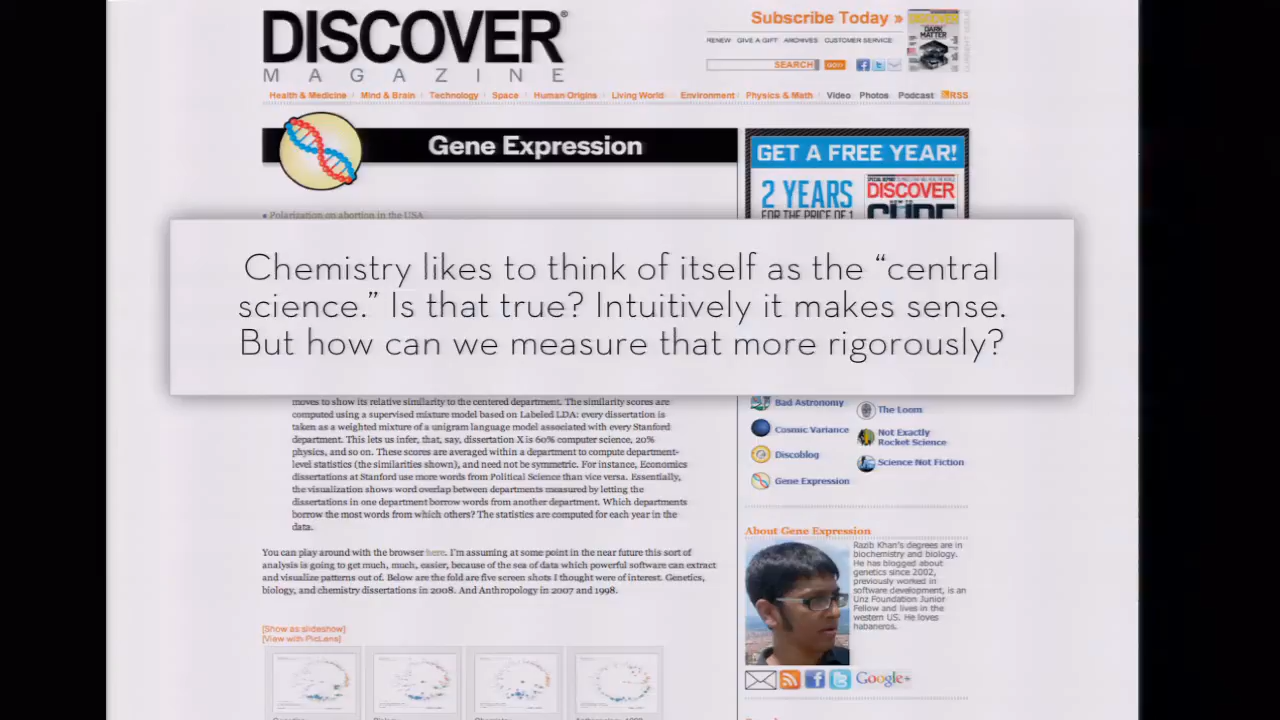 DISCOVER
MAGAZINE
Subscribe Today »
RENEW GIVE A GIFT ARCHIVES CUSTOMER SERVICE
SEARCH GO»
DISCOVER
DARK
MATTER
Health & Medicine Mind & Brain Technology Space Human Origins Living World Environment Physics & Math Video Photos Podcast RSS
Gene Expression
GET A FREE YEAR!
2 YEARS
FOR THE PRICE OF 1
DISCOVER
« Polarization on abortion in the USA
Chemistry likes to think of itself as the “central
science.” Is that true? Intuitively it makes sense.
But how can we measure that more rigorously?
moves to show its relative similarity to the centered department. The similarity scores are
computed using a supervised mixture model based on Labeled LDA: every dissertation is
taken as a weighted mixture of a unigram language model associated with every Stanford
department. This lets us infer, that, say, dissertation X is 60% computer science, 20%
physics, and so on. These scores are averaged within a department to compute department-
level statistics (the similarities shown), and need not be symmetric. For instance, Economics
dissertations at Stanford use more words from Political Science than vice versa. Essentially,
the visualization shows word overlap between departments measured by letting the
dissertations in one department borrow words from another department. Which departments
borrow the most words from which others? The statistics are computed for each year in the
data.
You can play around with the browser here. I'm assuming at some point in the near future this sort of
analysis is going to get much, much, easier, because of the sea of data which powerful software can extract
and visualize patterns out of. Below are the fold are five screen shots I thought were of interest. Genetics,
biology, and chemistry dissertations in 2008. And Anthropology in 2007 and 1998.
[Show as slideshow]
[View with PicLens]
Bad Astronomy
The Loom
Cosmic Variance
Not Exactly
Rocket Science
Discoblog
Science Not Fiction
Gene Expression
About Gene Expression
Razib Khan's degrees are in
biochemistry and biology.
He has blogged about
genetics since 2002,
previously worked in
software development, is an
Unz Foundation Junior
Fellow and lives in the
western US. He loves
habaneros.
Google+